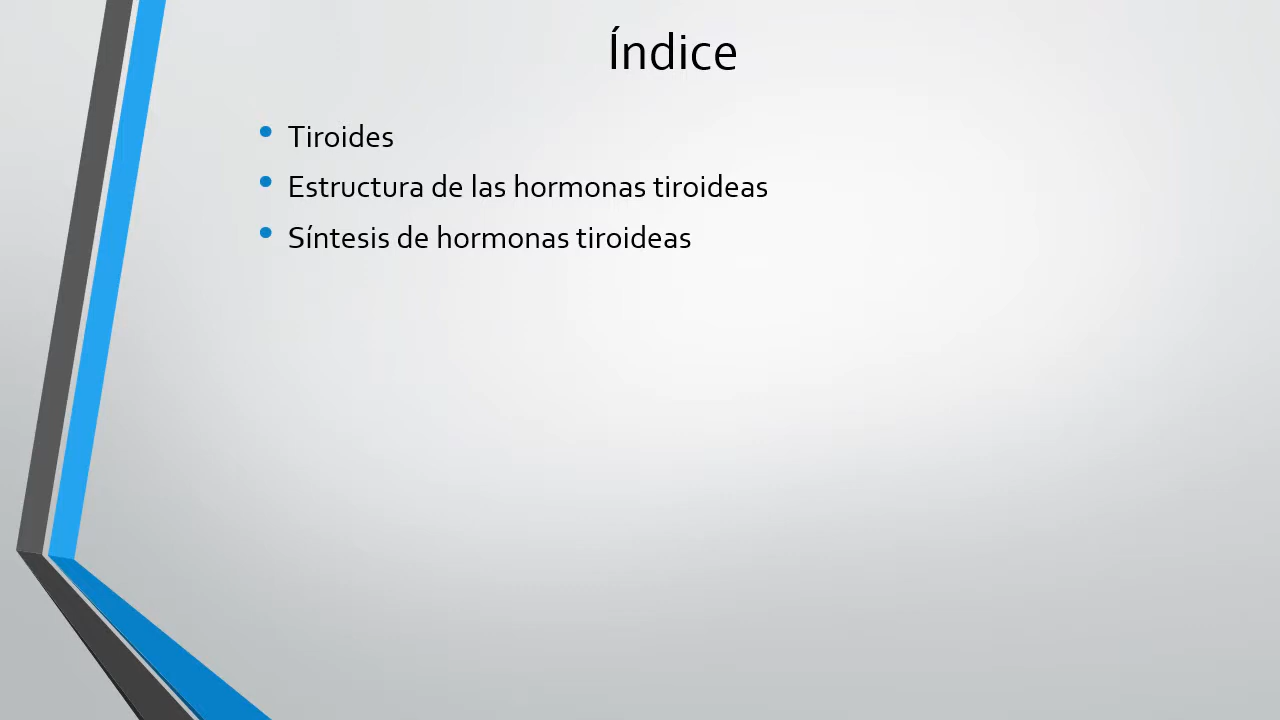 Índice
• Tiroides
• Estructura de las hormonas tiroideas
• Síntesis de hormonas tiroideas